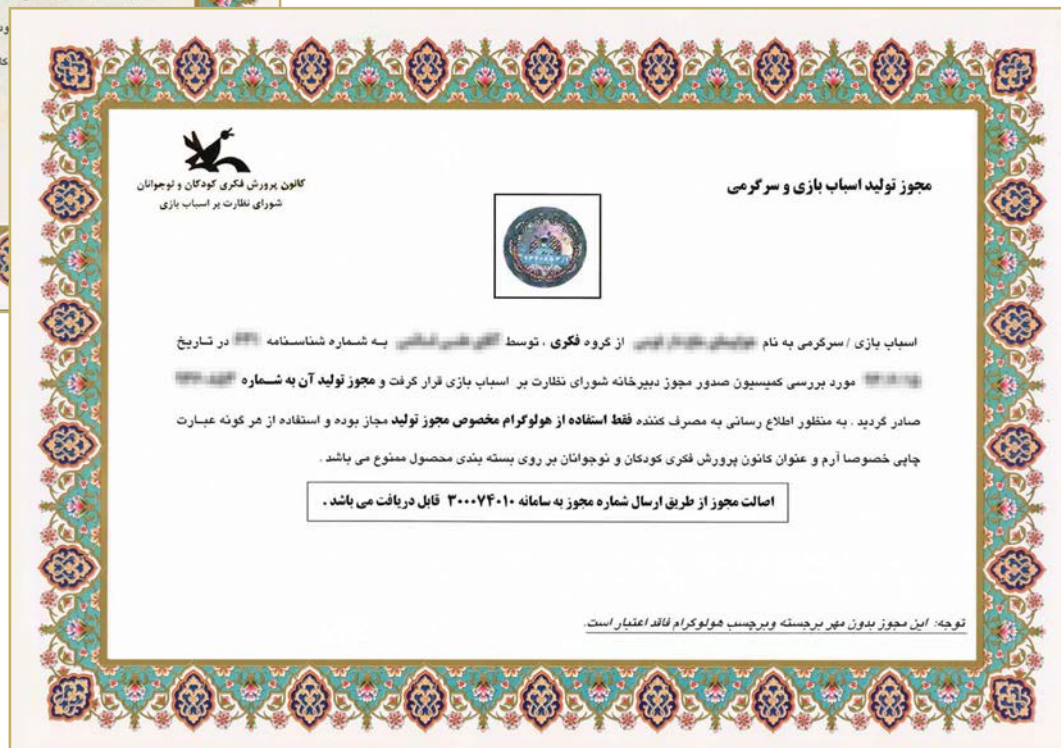 مجوز تولید اسباب بازی و سرگرمی
کانون پرورش فکری کودکان و نوجوانان
شورای نظارت بر اسباب بازی
اسباب بازی / سرگرمی به نام از گروه فکری ، توسط به شماره شناسنامه در تاریخ
مورد بررسی کمیسیون صدور مجوز دبیرخانه شورای نظارت بر اسباب بازی قرار گرفت و مجوز تولید آن به شماره
صادر گردید . به منظور اطلاع رسانی به مصرف کننده فقط استفاده از هولوگرام مخصوص مجوز تولید مجاز بوده و استفاده از هر گونه عبارت
چاپی خصوصا آرم و عنوان کانون پرورش فکری کودکان و نوجوانان بر روی بسته بندی محصول ممنوع می باشد .
اصالت مجوز از طریق ارسال شماره مجوز به سامانه ۳۰۰۰۷۴۰۱۰ قابل دریافت می باشد .
توجه: این مجوز بدون مهر برجسته وبرچسب هولوگرام فاقد اعتبار است.